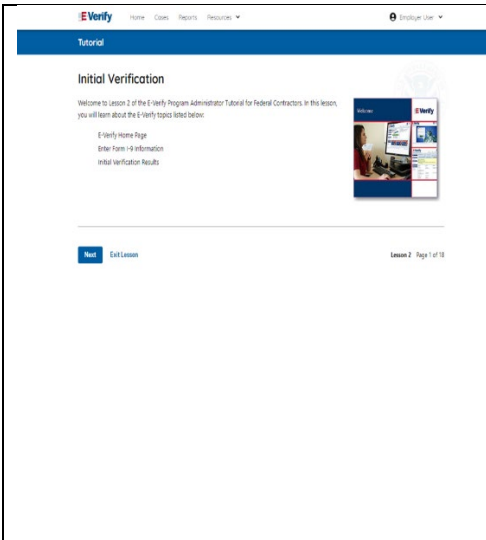 E-Verify Home Cases Reports Resources Employer User
Tutorial
Initial Verification
Welcome to Lesson 2 of the E-Verify Program Administrator Tutorial for Federal Contractors. In this lesson,
you will learn about the E-Verify topics listed below:
E-Verify Home Page
Enter Form I-9 Information
Initial Verification Results
Welcome E-Verify
Next Exit Lesson Lesson 2 Page 1 of 18